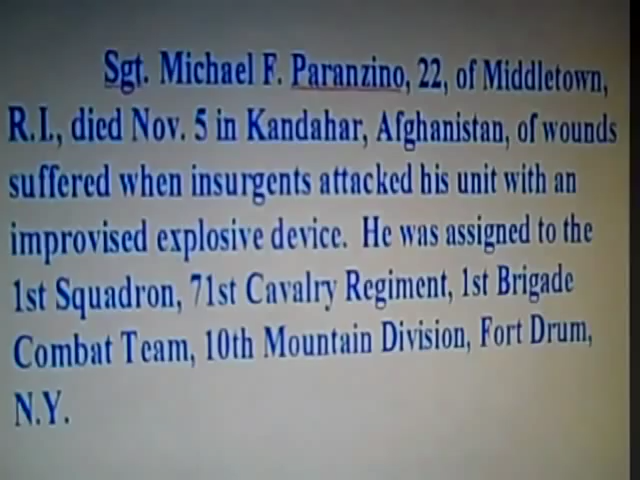 Sgt. Michael F. Paranzino, 22, of Middletown,
R.I., died Nov. 5 in Kandahar, Afghanistan, of wounds
suffered when insurgents attacked his unit with an
improvised explosive device. He was assigned to the
1st Squadron, 71st Cavalry Regiment, 1st Brigade
Combat Team, 10th Mountain Division, Fort Drum,
N.Y.